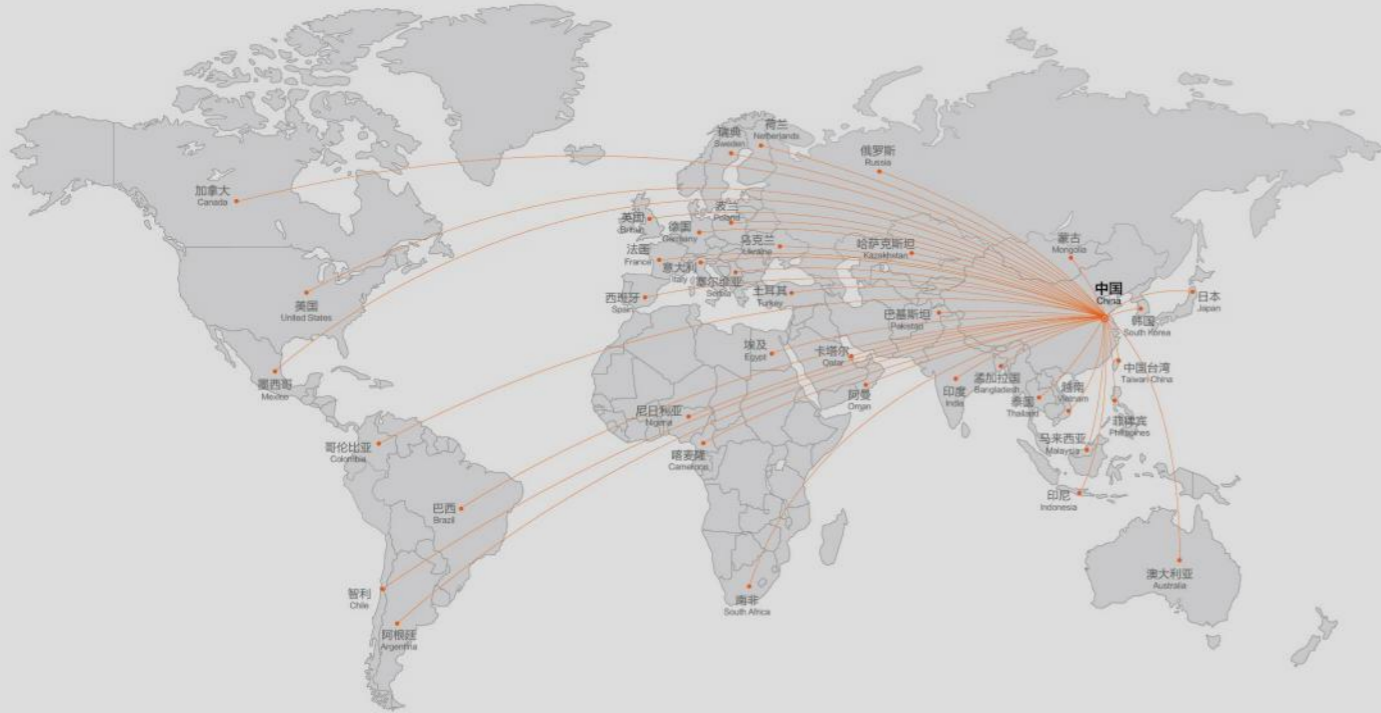 瑞典
Sweden
荷兰
Netherlands
俄罗斯
Russia
加拿大
Canada
英国
Britain
波兰
Poland
德国
Germany
乌克兰
Ukraine
哈萨克斯坦
Kazakhstan
蒙古
Mongolia
法国
France
意大利
Italy
塞尔维亚
Serbia
土耳其
Turkey
西班牙
Spain
中国
China
日本
Japan
韩国
South Korea
美国
United States
巴基斯坦
Pakistan
埃及
Egypt
卡塔尔
Qatar
中国台湾
Taiwan China
墨西哥
Mexico
阿曼
Oman
印度
India
孟加拉国
Bangladesh
泰国
Thailand
越南
Vietnam
菲律宾
Philippines
尼日利亚
Nigeria
哥伦比亚
Colombia
喀麦隆
Cameroon
马来西亚
Malaysia
印尼
Indonesia
巴西
Brazil
智利
Chile
南非
South Africa
澳大利亚
Australia
阿根廷
Argentina